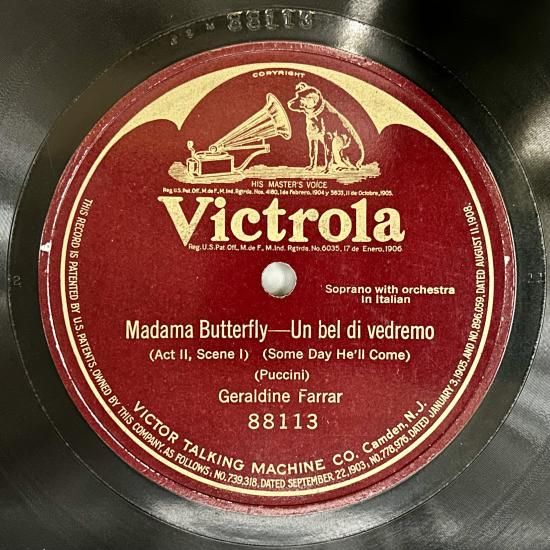 88113
COPYRIGHT
HIS MASTER'S VOICE
Reg. U.S. Pat. Off., M. de F., M. Ind. Rgtrda. Nos. 4180, 1 de Febrero, 1904 y 5835, 11 de Octubre, 1905.
Victrola
Reg. U.S. Pat. Off., M. de F., M. Ind. Rgtrda. No. 6035, 17 de Enero, 1906
Soprano with orchestra
in Italian
Madama Butterfly—Un bel di vedremo
(Act II, Scene I) (Some Day He'll Come)
(Puccini)
Geraldine Farrar
88113
VICTOR TALKING MACHINE CO. Camden, N.J.
THIS RECORD IS PATENTED BY U.S. PATENTS, OWNED BY THIS COMPANY, AS FOLLOWS; NO. 739,318, DATED SEPTEMBER 22, 1903; NO. 778,976, DATED JANUARY 3, 1905, AND NO. 896,059, DATED AUGUST 11, 1908.